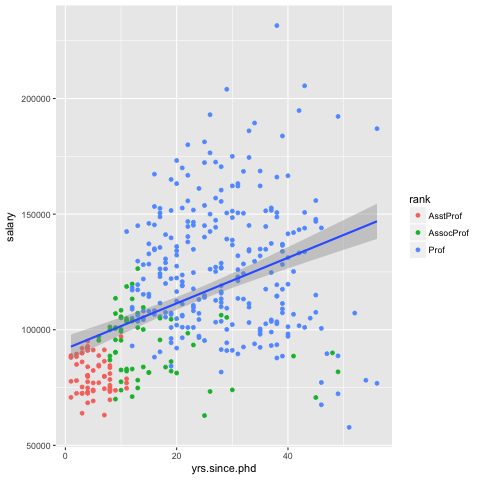 200000
150000
100000
50000
salary
0
20
40
yrs.since.phd
rank
AsstProf
AssocProf
Prof